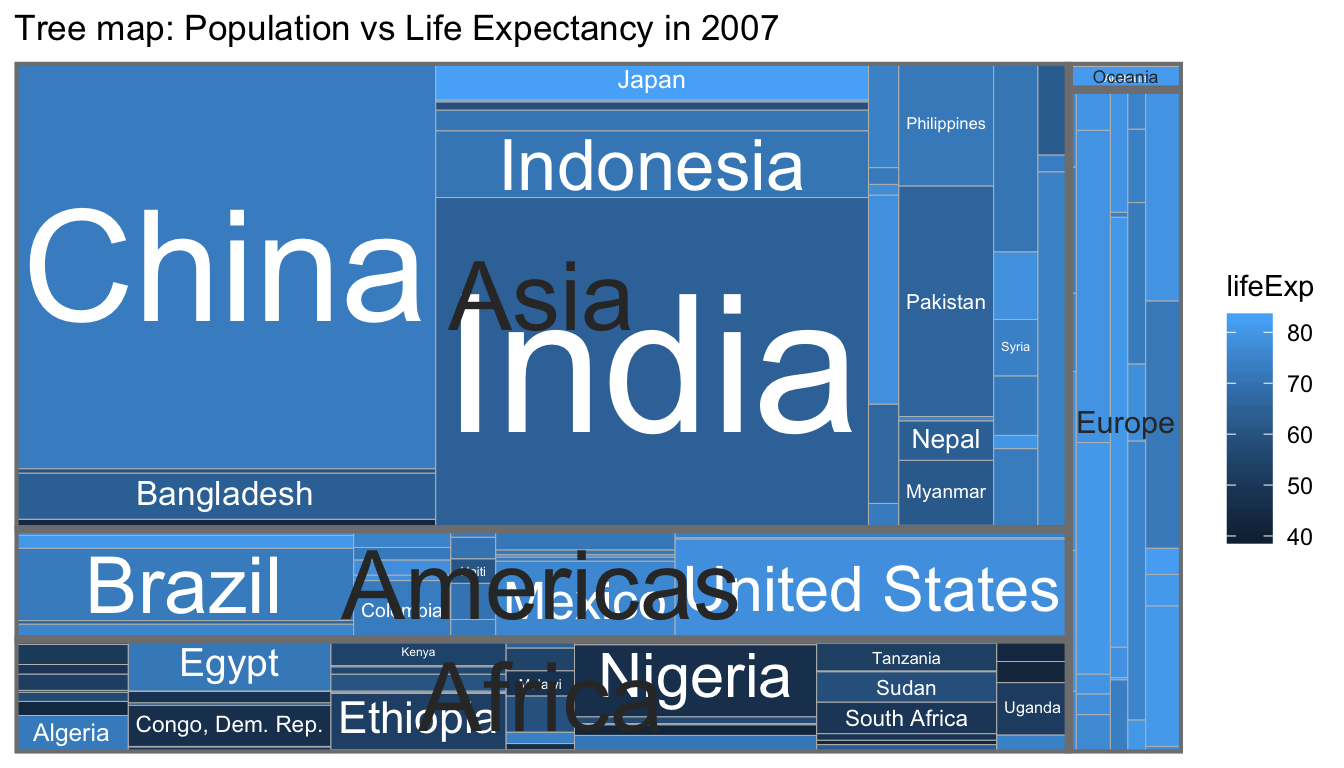 Tree map: Population vs Life Expectancy in 2007
Japan
Oceania
Philippines
Indonesia
China
Asia
India
Pakistan
Syria
Europe
Nepal
Bangladesh
Myanmar
lifeExp
80
70
60
50
40
Brazil
Americas
Haiti
Colombia
Mexico
United States
Egypt
Kenya
Africa
Malawi
Nigeria
Tanzania
Sudan
South Africa
Uganda
Algeria
Congo, Dem. Rep.
Ethiopia